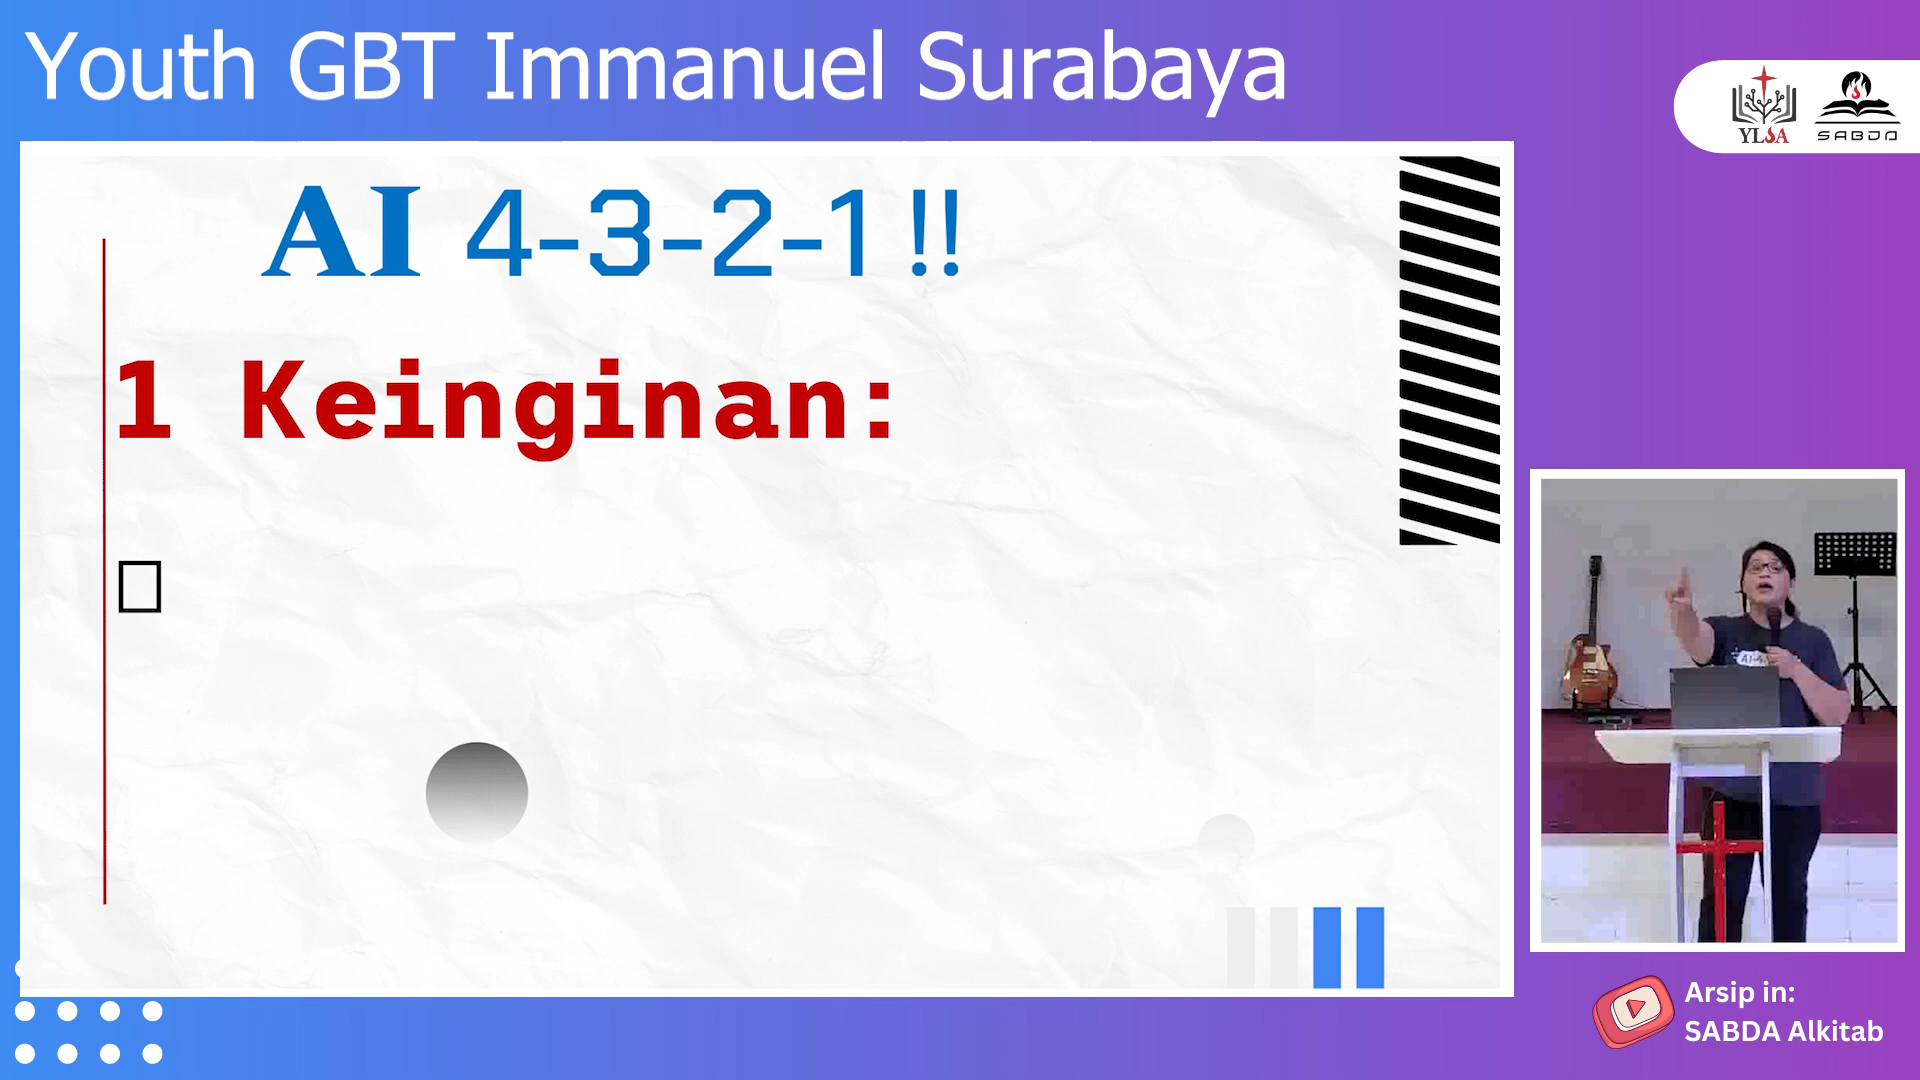 Youth GBT Immanuel Surabaya
YLSA
SABDA
AI 4-3-2-1!!
1 Keinginan:
Arsip in:
SABDA Alkitab